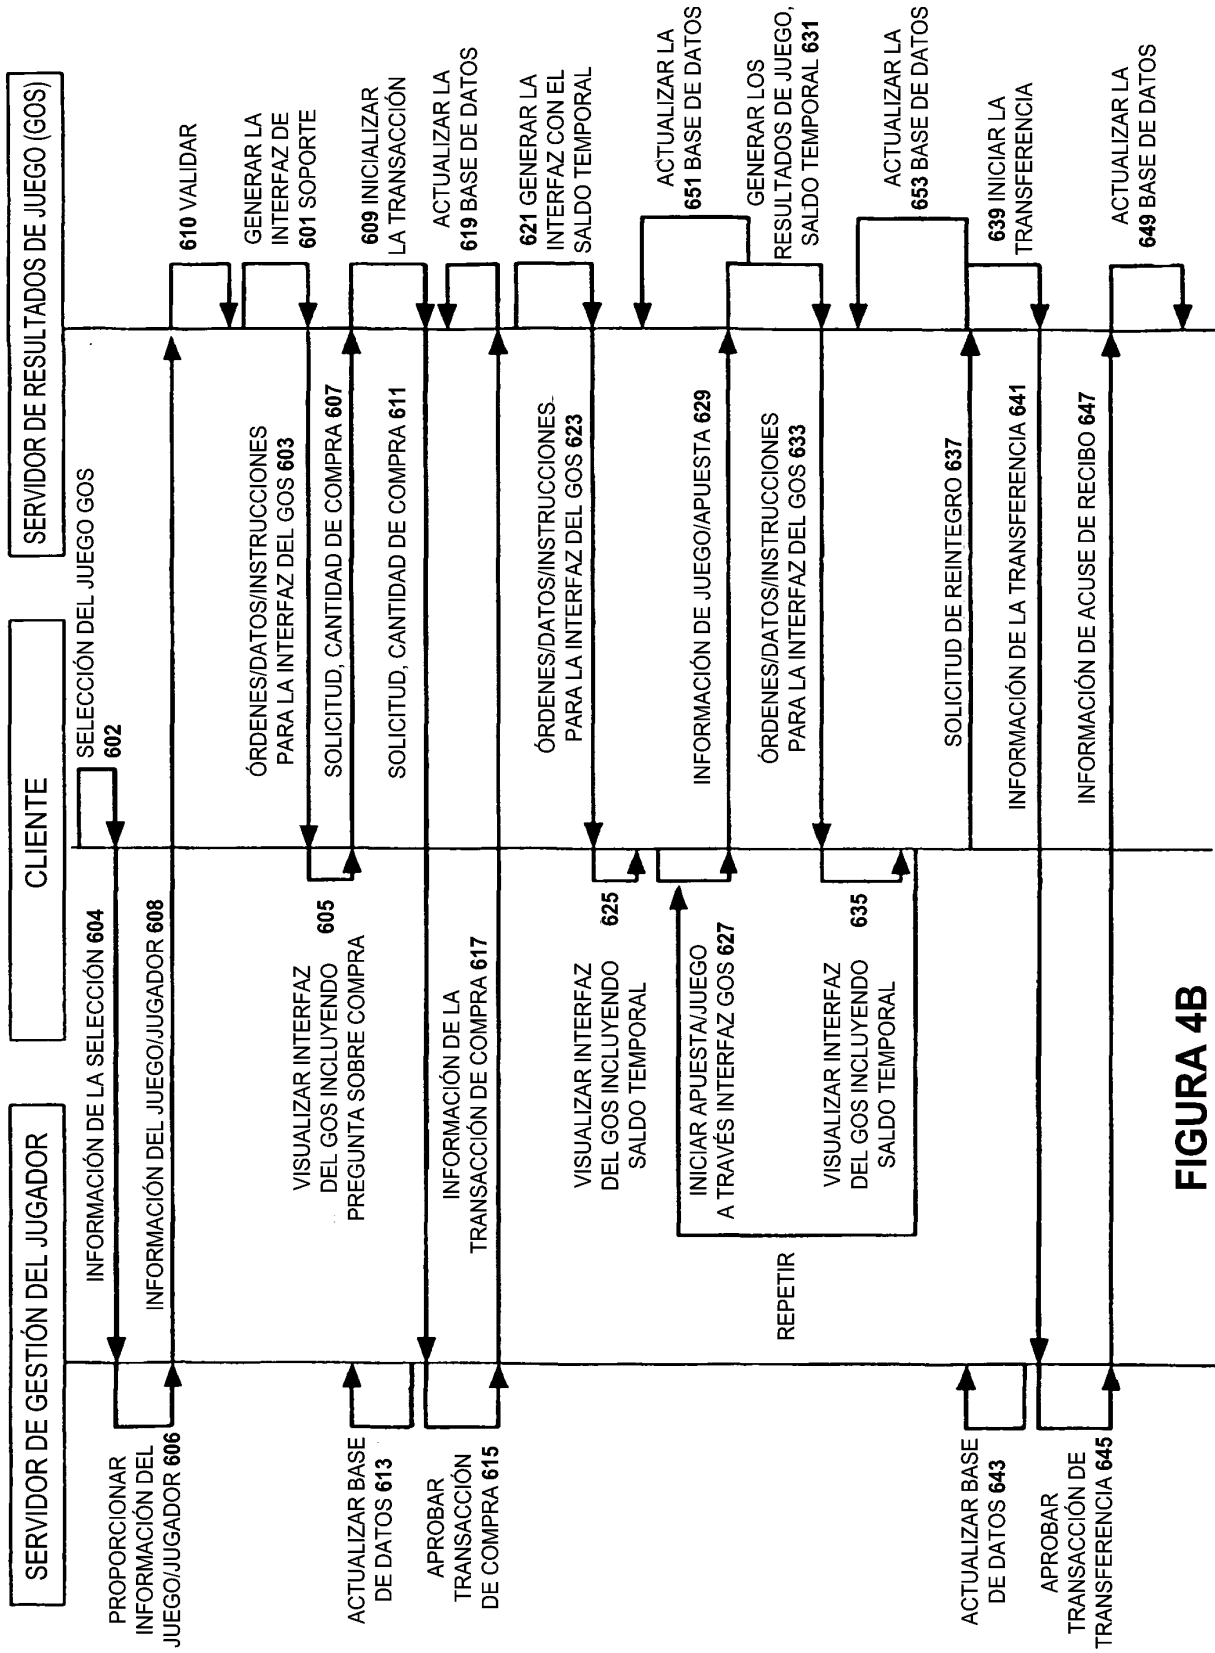 SERVIDOR DE GESTIÓN DEL JUGADOR
CLIENTE
SERVIDOR DE RESULTADOS DE JUEGO (GOS)
SELECCIÓN DEL JUEGO GOS
602
INFORMACIÓN DE LA SELECCIÓN 604
PROPORCIONAR
INFORMACIÓN DEL
JUEGO/JUGADOR 606
INFORMACIÓN DEL JUEGO/JUGADOR 608
610 VALIDAR
GENERAR LA
INTERFAZ DE
601 SOPORTE
ÓRDENES/DATOS/INSTRUCCIONES
PARA LA INTERFAZ DEL GOS 603
VISUALIZAR INTERFAZ
DEL GOS INCLUYENDO
PREGUNTA SOBRE COMPRA
605
SOLICITUD, CANTIDAD DE COMPRA 607
609 INICIALIZAR
LA TRANSACCIÓN
SOLICITUD, CANTIDAD DE COMPRA 611
ACTUALIZAR BASE
DE DATOS 613
APROBAR
TRANSACCIÓN
DE COMPRA 615
INFORMACIÓN DE LA
TRANSACCIÓN DE COMPRA 617
ACTUALIZAR LA
619 BASE DE DATOS
621 GENERAR LA
INTERFAZ CON EL
SALDO TEMPORAL
ÓRDENES/DATOS/INSTRUCCIONES
PARA LA INTERFAZ DEL GOS 623
VISUALIZAR INTERFAZ
DEL GOS INCLUYENDO
SALDO TEMPORAL
625
INICIAR APUESTA/JUEGO
A TRAVÉS INTERFAZ GOS 627
INFORMACIÓN DE JUEGO/APUESTA 629
ACTUALIZAR LA
651 BASE DE DATOS
GENERAR LOS
RESULTADOS DE JUEGO,
SALDO TEMPORAL 631
ÓRDENES/DATOS/INSTRUCCIONES
PARA LA INTERFAZ DEL GOS 633
VISUALIZAR INTERFAZ
DEL GOS INCLUYENDO
SALDO TEMPORAL
635
REPETIR
ACTUALIZAR LA
653 BASE DE DATOS
SOLICITUD DE REINTEGRO 637
639 INICIAR LA
TRANSFERENCIA
INFORMACIÓN DE LA TRANSFERENCIA 641
ACTUALIZAR BASE
DE DATOS 643
APROBAR
TRANSACCIÓN DE
TRANSFERENCIA 645
INFORMACIÓN DE ACUSE DE RECIBO 647
ACTUALIZAR LA
649 BASE DE DATOS
FIGURA 4B